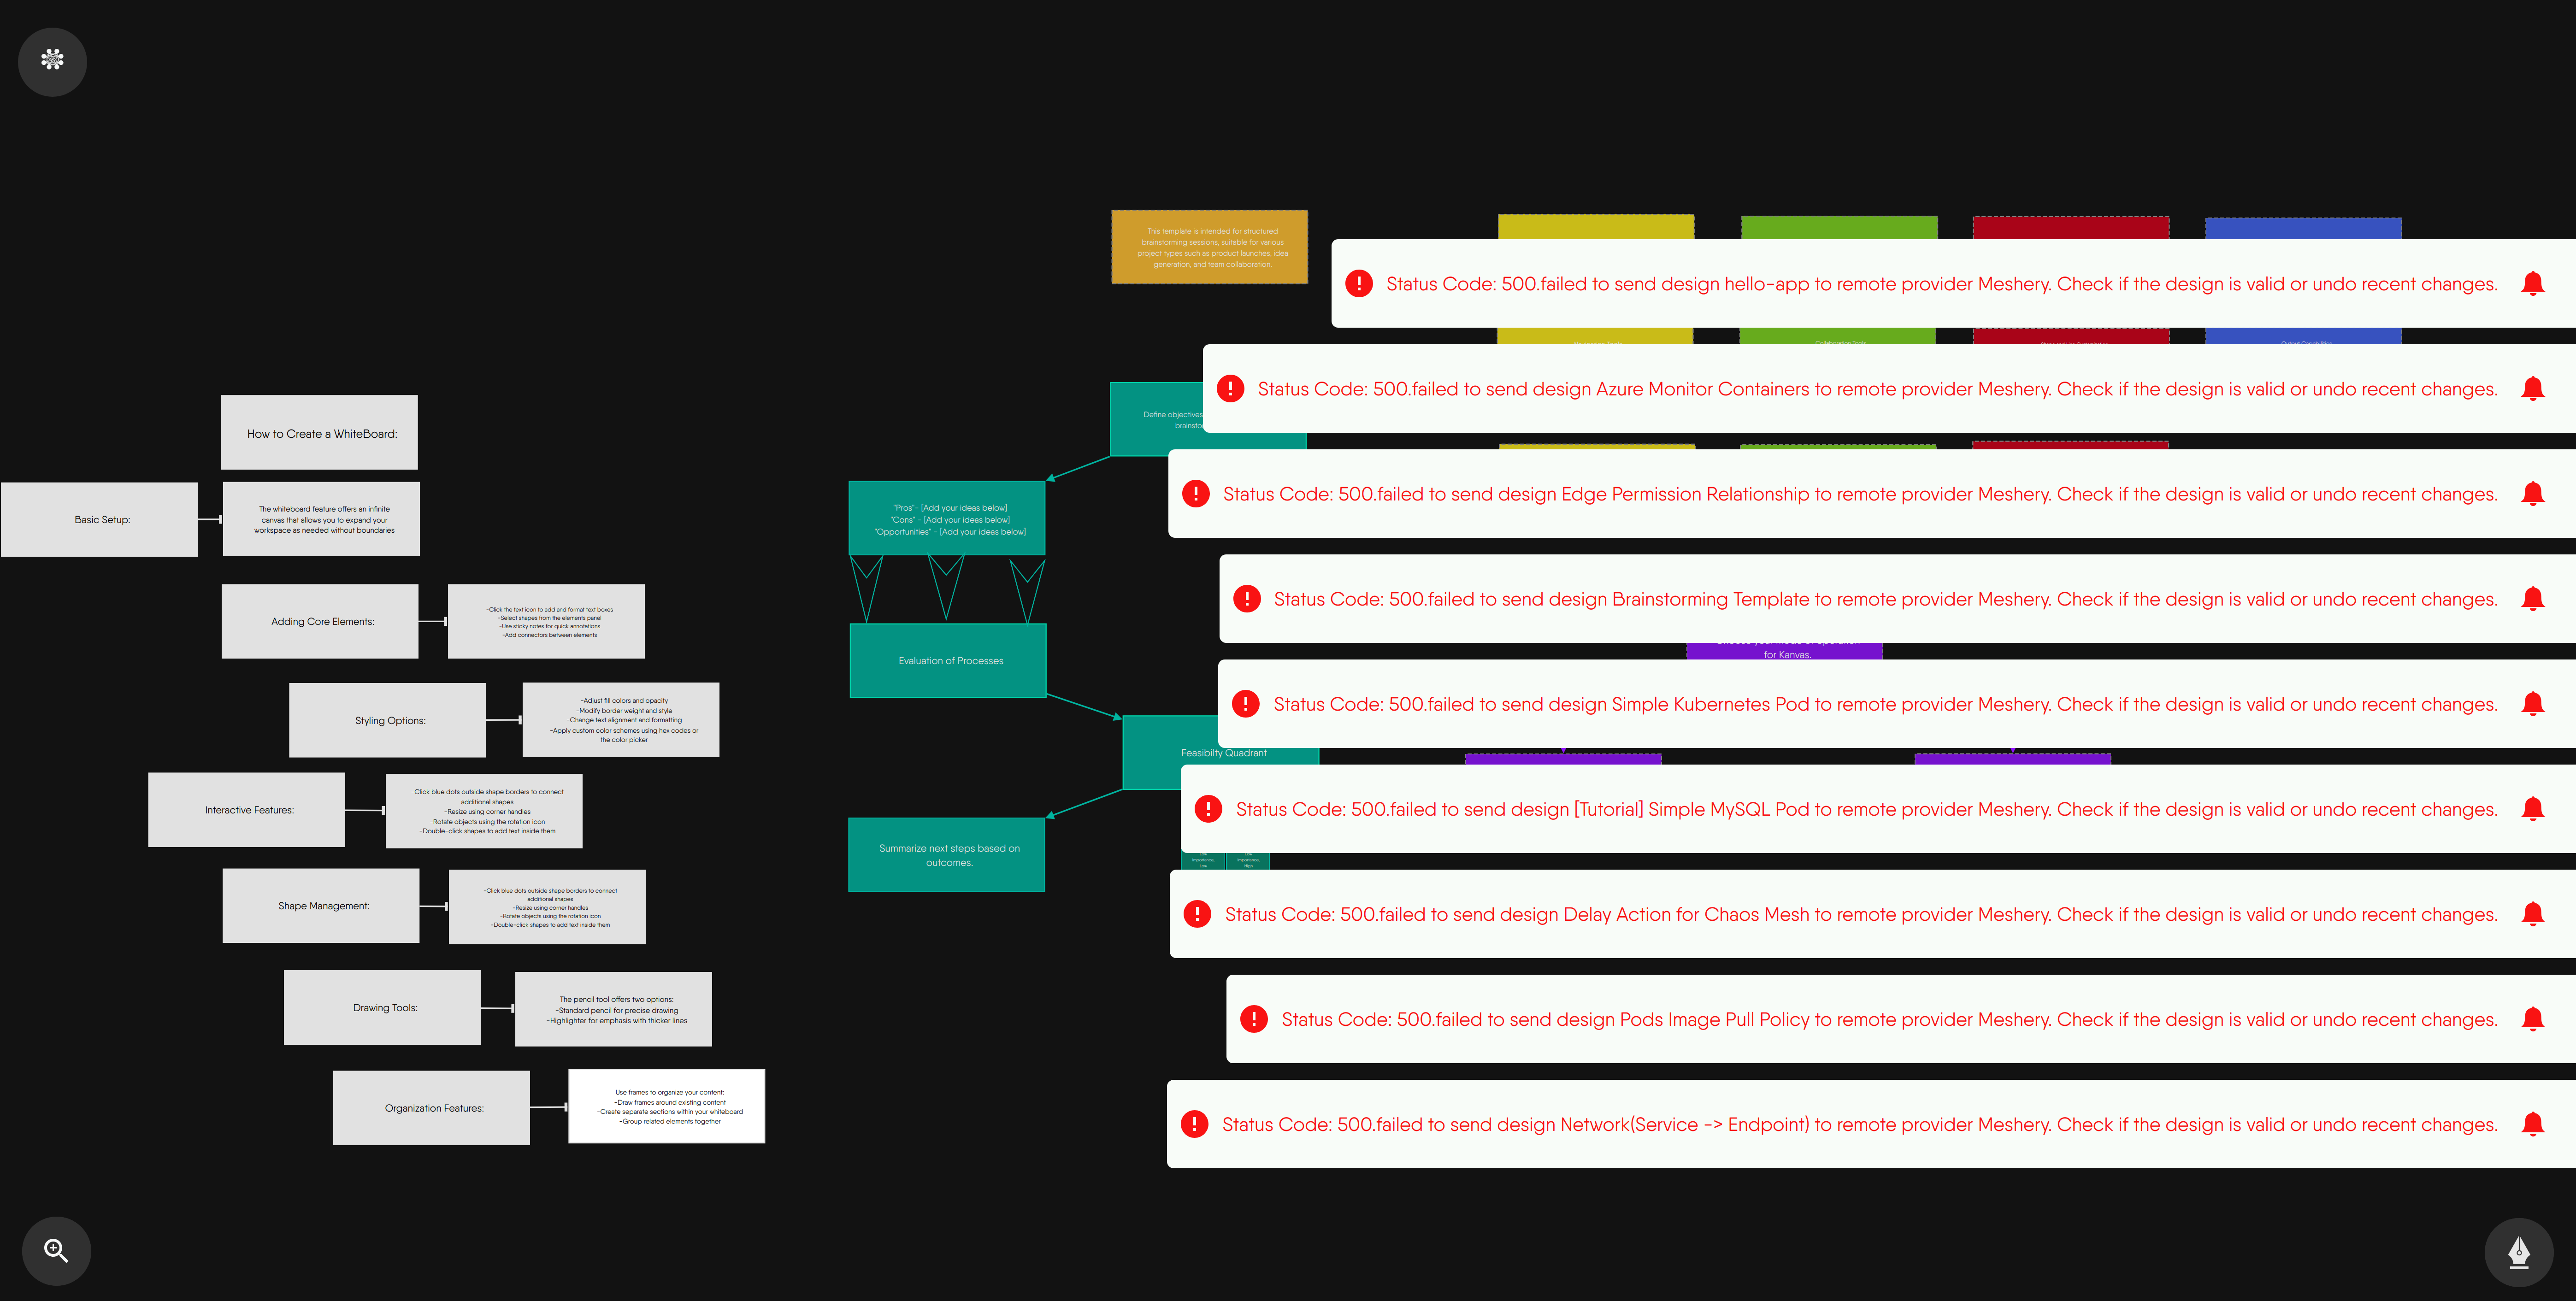 This template is intended for structured
brainstorming sessions, suitable for various
project types such as product launches, idea
generation, and team collaboration.
Status Code: 500.failed to send design hello-app to remote provider Meshery. Check if the design is valid or undo recent changes.
Collaboration Tools
Output Capabilities
Status Code: 500.failed to send design Azure Monitor Containers to remote provider Meshery. Check if the design is valid or undo recent changes.
Define objectives
Status Code: 500.failed to send design Edge Permission Relationship to remote provider Meshery. Check if the design is valid or undo recent changes.
Status Code: 500.failed to send design Brainstorming Template to remote provider Meshery. Check if the design is valid or undo recent changes.
for Kanvas.
Status Code: 500.failed to send design Simple Kubernetes Pod to remote provider Meshery. Check if the design is valid or undo recent changes.
Status Code: 500.failed to send design [Tutorial] Simple MySQL Pod to remote provider Meshery. Check if the design is valid or undo recent changes.
Status Code: 500.failed to send design Delay Action for Chaos Mesh to remote provider Meshery. Check if the design is valid or undo recent changes.
Status Code: 500.failed to send design Pods Image Pull Policy to remote provider Meshery. Check if the design is valid or undo recent changes.
Status Code: 500.failed to send design Network(Service -> Endpoint) to remote provider Meshery. Check if the design is valid or undo recent changes.
"Pros"- [Add your ideas below]
"Cons" - [Add your ideas below]
"Opportunities" - [Add your ideas below]
Evaluation of Processes
Feasibilty Quadrant
Importance,
Low
Importance,
High
Summarize next steps based on
outcomes.
How to Create a WhiteBoard:
Basic Setup:
The whiteboard feature offers an infinite
canvas that allows you to expand your
workspace as needed without boundaries
Adding Core Elements:
-Click the text icon to add and format text boxes
-Select shapes from the elements panel
-Use sticky notes for quick annotations
-Add connectors between elements
Styling Options:
-Adjust fill colors and opacity
-Modify border weight and style
-Change text alignment and formatting
-Apply custom color schemes using hex codes or
the color picker
Interactive Features:
-Click blue dots outside shape borders to connect
additional shapes
-Resize using corner handles
-Rotate objects using the rotation icon
-Double-click shapes to add text inside them
Shape Management:
-Click blue dots outside shape borders to connect
additional shapes
-Resize using corner handles
-Rotate objects using the rotation icon
-Double-click shapes to add text inside them
Drawing Tools:
The pencil tool offers two options:
-Standard pencil for precise drawing
-Highlighter for emphasis with thicker lines
Organization Features:
Use frames to organize your content:
-Draw frames around existing content
-Create separate sections within your whiteboard
-Group related elements together